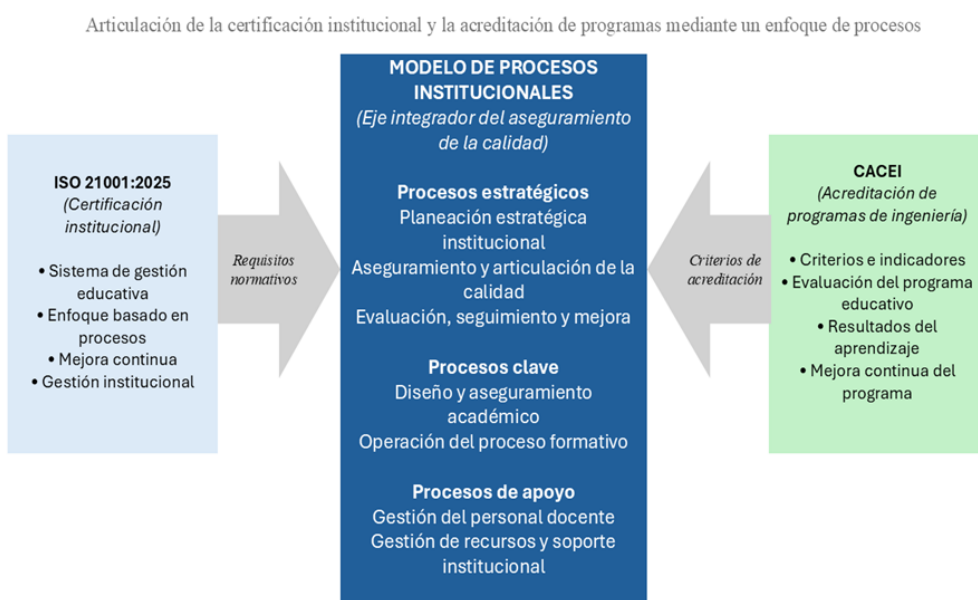 Articulación de la certificación institucional y la acreditación de programas mediante un enfoque de procesos
ISO 21001:2025
(Certificación
institucional)
• Sistema de gestión
educativa
• Enfoque basado en
procesos
• Mejora continua
• Gestión institucional
Requisitos
normativos
MODELO DE PROCESOS
INSTITUCIONALES
(Eje integrador del aseguramiento
de la calidad)
Procesos estratégicos
Planeación estratégica
institucional
Aseguramiento y articulación de la
calidad
Evaluación, seguimiento y mejora
Procesos clave
Diseño y aseguramiento
académico
Operación del proceso formativo
Procesos de apoyo
Gestión del personal docente
Gestión de recursos y soporte
institucional
Criterios de
acreditación
CACEI
(Acreditación de
programas de ingeniería)
• Criterios e indicadores
• Evaluación del programa
educativo
• Resultados del
aprendizaje
• Mejora continua del
programa